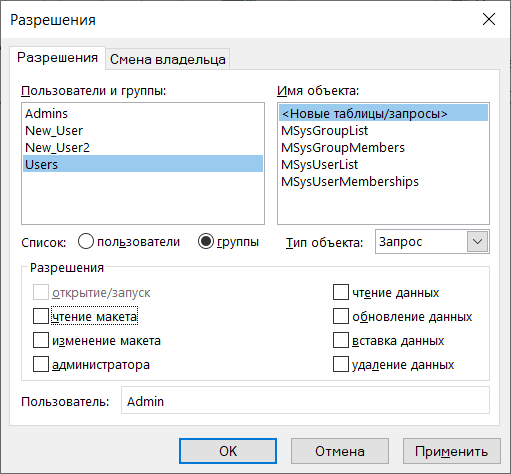 Разрешения
Разрешения
Смена владельца
Пользователи и группы:
Admins
New_User
New_User2
Users
Имя объекта:
<Новые таблицы/запросы>
MSysGroupList
MSysGroupMembers
MSysUserList
MSysUserMemberships
Список: пользователи группы
Тип объекта: Запрос
Разрешения
открытие/запуск
чтение макета
изменение макета
администратора
чтение данных
обновление данных
вставка данных
удаление данных
Пользователь: Admin
ОК
Отмена
Применить